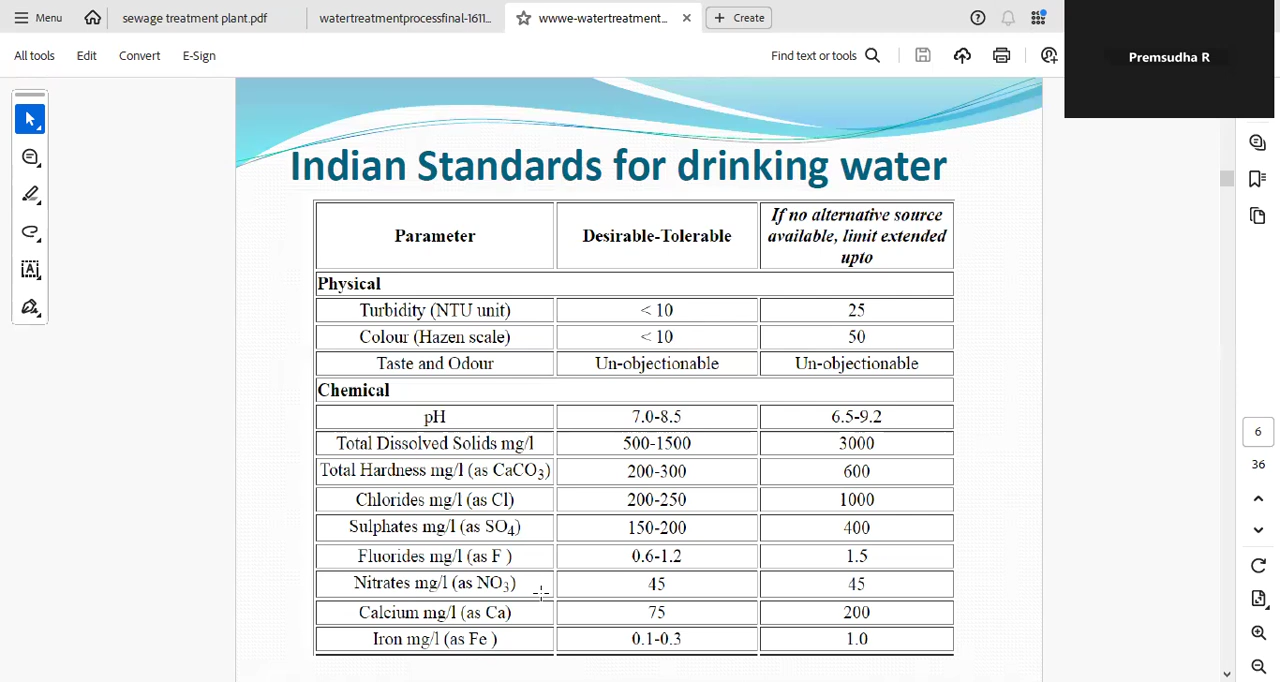 Menu
sewage treatment plant.pdf
watertreatmentprocessfinal-1611...
wwwe-watertreatment...
Create
All tools
Edit
Convert
E-Sign
Find text or tools
Premsudha R
Indian Standards for drinking water
Parameter Desirable-Tolerable If no alternative source available, limit extended upto
Physical
Turbidity (NTU unit) < 10 25
Colour (Hazen scale) < 10 50
Taste and Odour Un-objectionable Un-objectionable
Chemical
pH 7.0-8.5 6.5-9.2
Total Dissolved Solids mg/l 500-1500 3000
Total Hardness mg/l (as CaCO3) 200-300 600
Chlorides mg/l (as Cl) 200-250 1000
Sulphates mg/l (as SO4) 150-200 400
Fluorides mg/l (as F ) 0.6-1.2 1.5
Nitrates mg/l (as NO3) 45 45
Calcium mg/l (as Ca) 75 200
Iron mg/l (as Fe ) 0.1-0.3 1.0
6
36